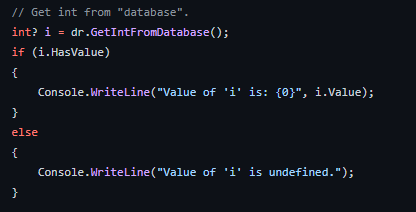 // Get int from "database".
int? i = dr.GetIntFromDatabase();
if (i.HasValue)
{
    Console.WriteLine("Value of 'i' is: {0}", i.Value);
}
else
{
    Console.WriteLine("Value of 'i' is undefined.");
}